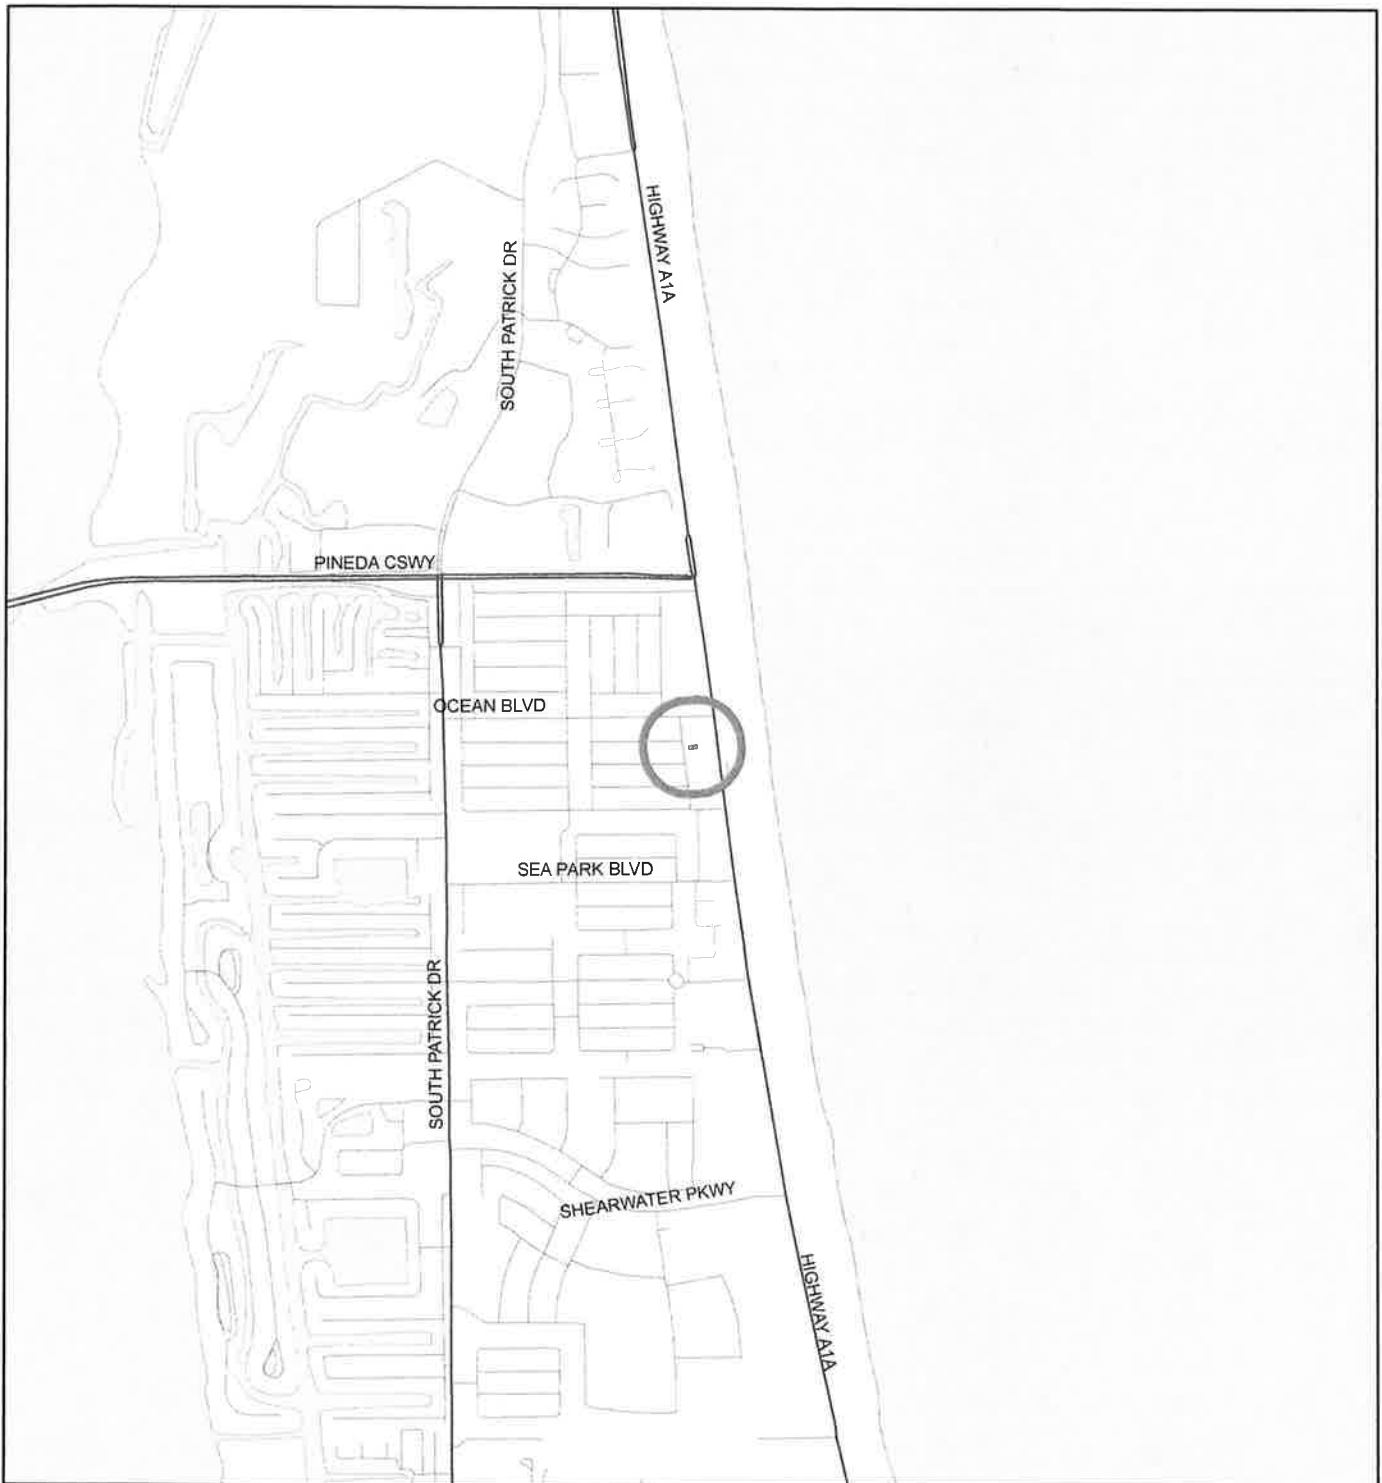 HIGHWAY A1A
SOUTH PATRICK DR
PINEDA CSWY
OCEAN BLVD
SEA PARK BLVD
SOUTH PATRICK DR
SHEARWATER PKWY
HIGHWAY A1A